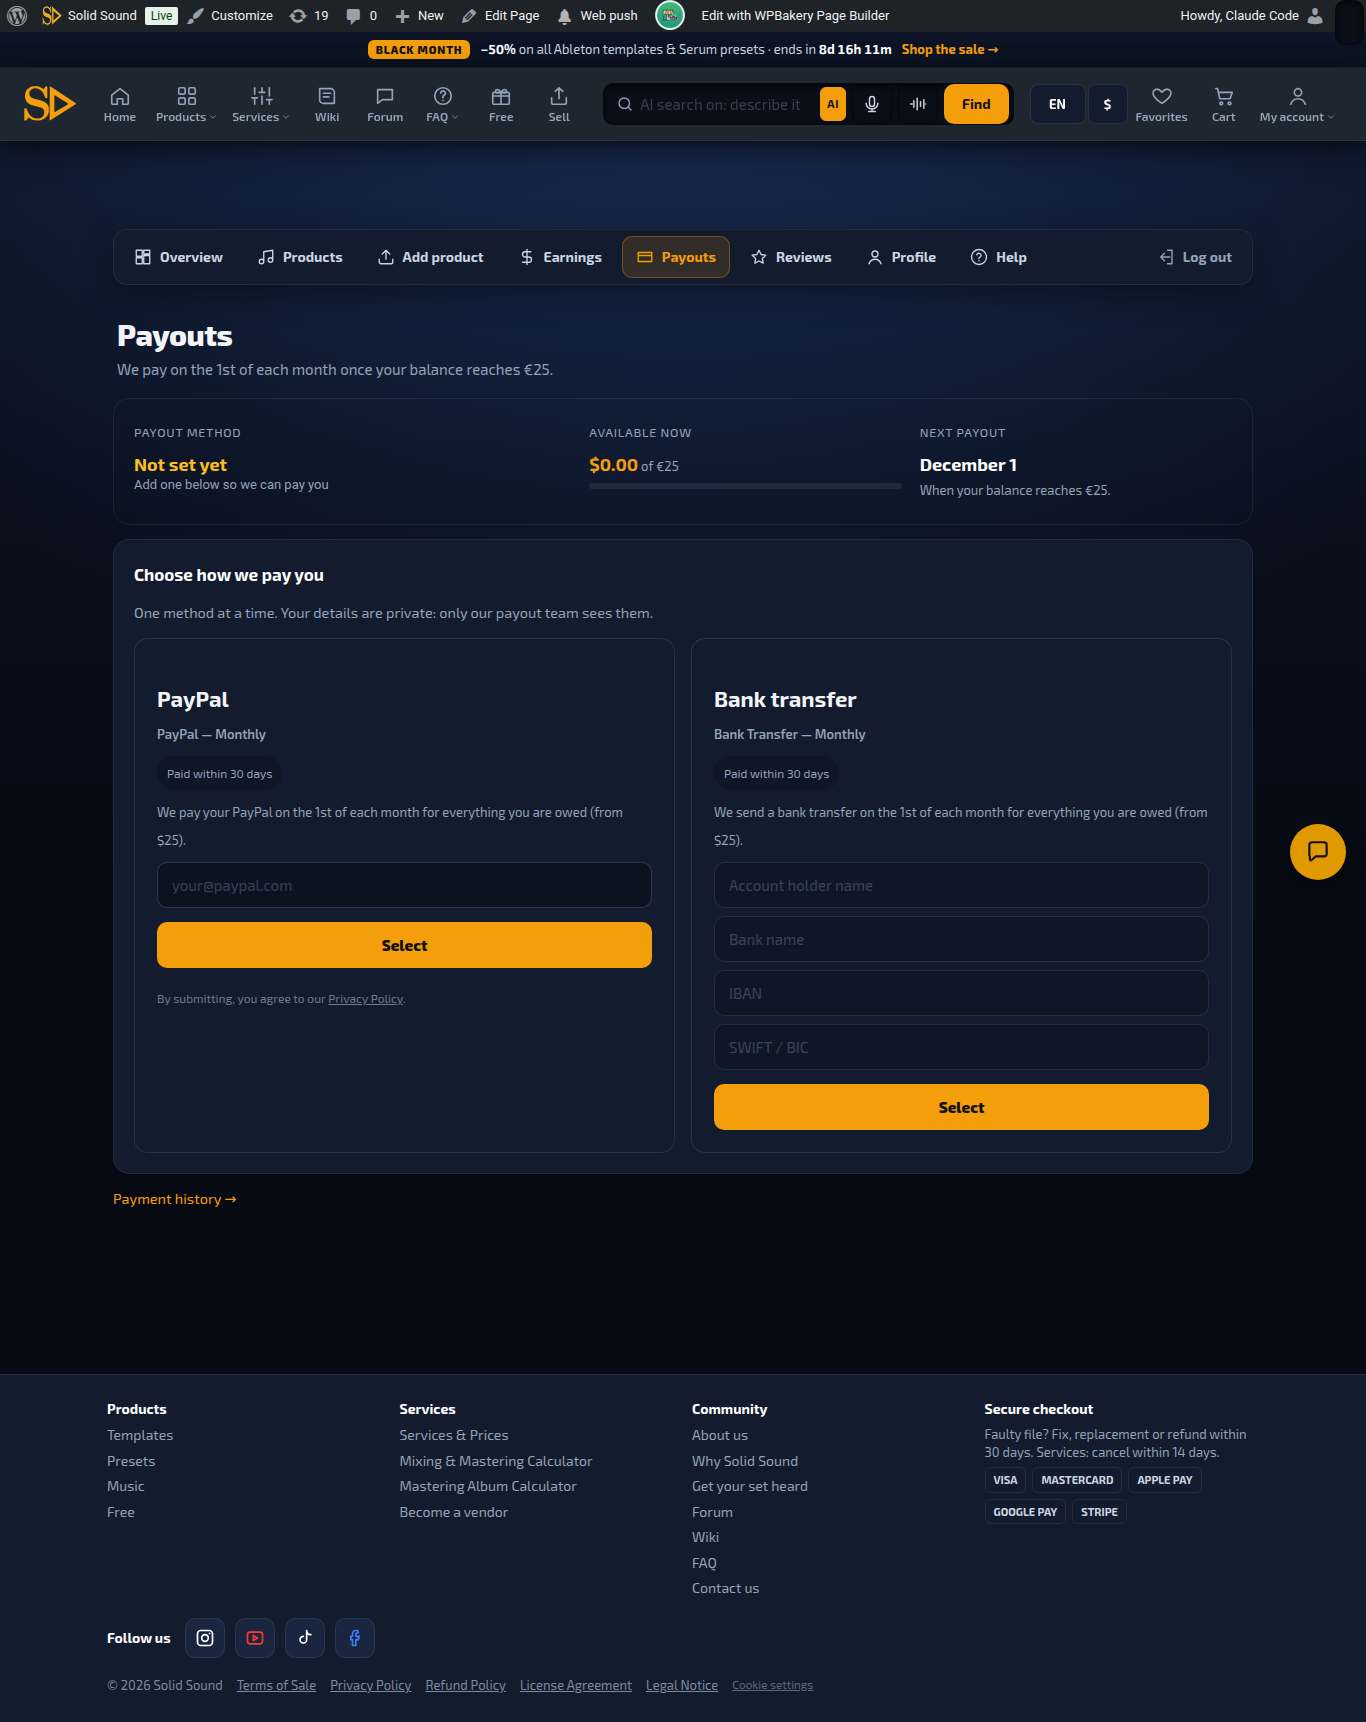 Solid Sound Live Customize 19 0 New Edit Page Web push Edit with WPBakery Page Builder Howdy, Claude Code
BLACK MONTH −50% on all Ableton templates & Serum presets · ends in 8d 16h 11m Shop the sale →
SD
Home Products Services Wiki Forum FAQ Free Sell AI search on: describe it AI Find EN $ Favorites Cart My account
Overview Products Add product Earnings Payouts Reviews Profile Help Log out
Payouts
We pay on the 1st of each month once your balance reaches €25.
PAYOUT METHOD
Not set yet
Add one below so we can pay you
AVAILABLE NOW
$0.00 of €25
NEXT PAYOUT
December 1
When your balance reaches €25.
Choose how we pay you
One method at a time. Your details are private: only our payout team sees them.
PayPal
PayPal — Monthly
Paid within 30 days
We pay your PayPal on the 1st of each month for everything you are owed (from
$25).
your@paypal.com
Select
By submitting, you agree to our Privacy Policy.
Bank transfer
Bank Transfer — Monthly
Paid within 30 days
We send a bank transfer on the 1st of each month for everything you are owed (from
$25).
Account holder name
Bank name
IBAN
SWIFT / BIC
Select
Payment history →
Products
Templates
Presets
Music
Free
Services
Services & Prices
Mixing & Mastering Calculator
Mastering Album Calculator
Become a vendor
Community
About us
Why Solid Sound
Get your set heard
Forum
Wiki
FAQ
Contact us
Secure checkout
Faulty file? Fix, replacement or refund within
30 days. Services: cancel within 14 days.
VISA MASTERCARD APPLE PAY
GOOGLE PAY STRIPE
Follow us
© 2026 Solid Sound Terms of Sale Privacy Policy Refund Policy License Agreement Legal Notice Cookie settings